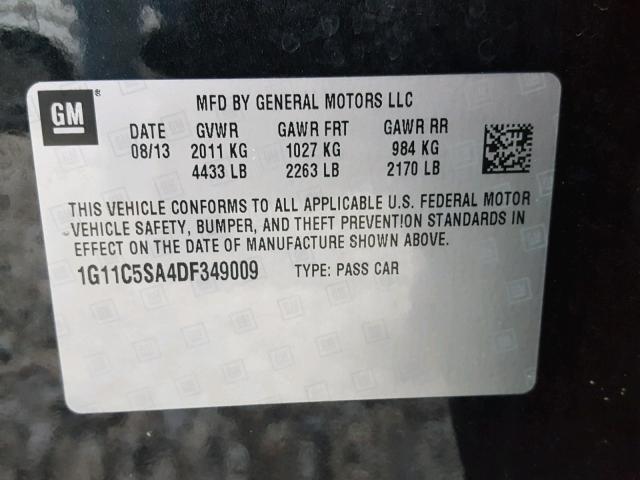 GM
MFD BY GENERAL MOTORS LLC
DATE GVWR GAWR FRT GAWR RR
08/13 2011 KG 1027 KG 984 KG
4433 LB 2263 LB 2170 LB
THIS VEHICLE CONFORMS TO ALL APPLICABLE U.S. FEDERAL MOTOR
VEHICLE SAFETY, BUMPER, AND THEFT PREVENTION STANDARDS IN
EFFECT ON THE DATE OF MANUFACTURE SHOWN ABOVE.
1G11C5SA4DF349009 TYPE: PASS CAR